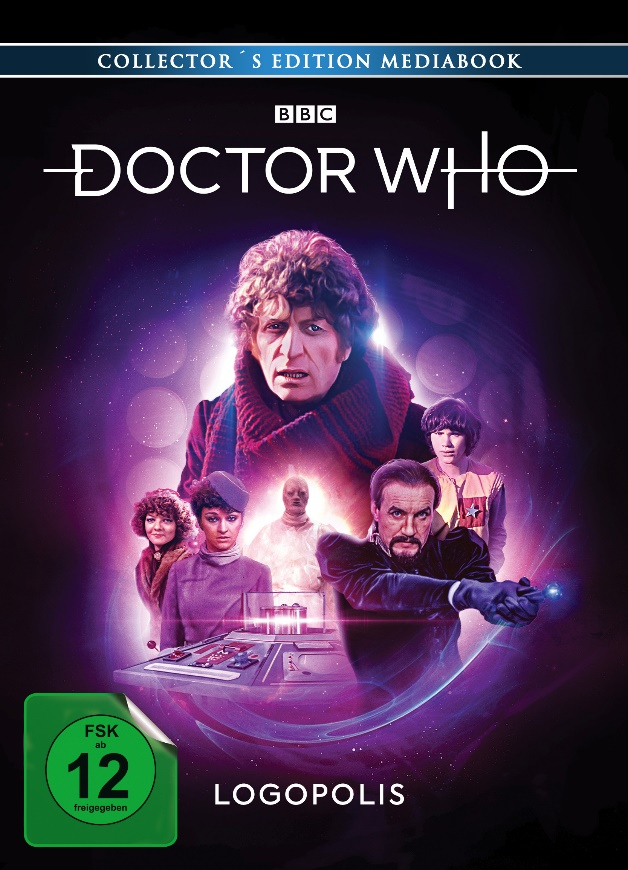 COLLECTOR´S EDITION MEDIABOOK
BBC
DOCTOR WHO
FSK
ab
12
freigegeben
LOGOPOLIS